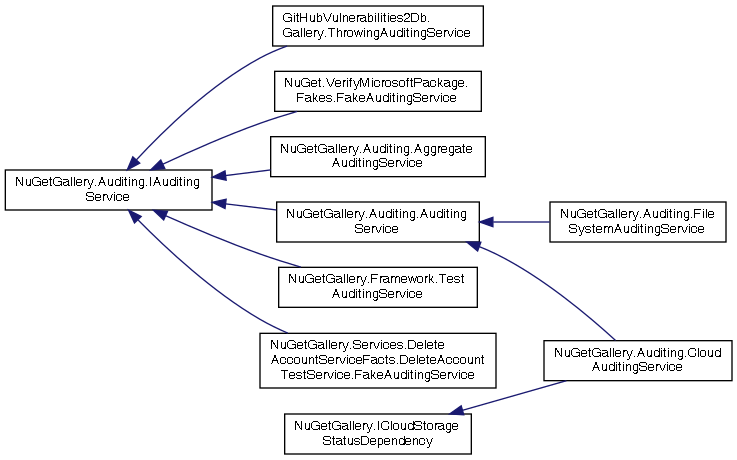 GitHubVulnerabilities2Db.
Gallery.ThrowingAuditingService
NuGet.VerifyMicrosoftPackage.
Fakes.FakeAuditingService
NuGetGallery.Auditing.Aggregate
AuditingService
NuGetGallery.Auditing.IAuditing
Service
NuGetGallery.Auditing.Auditing
Service
NuGetGallery.Auditing.File
SystemAuditingService
NuGetGallery.Framework.Test
AuditingService
NuGetGallery.Services.Delete
AccountServiceFacts.DeleteAccount
TestService.FakeAuditingService
NuGetGallery.Auditing.Cloud
AuditingService
NuGetGallery.ICloudStorage
StatusDependency